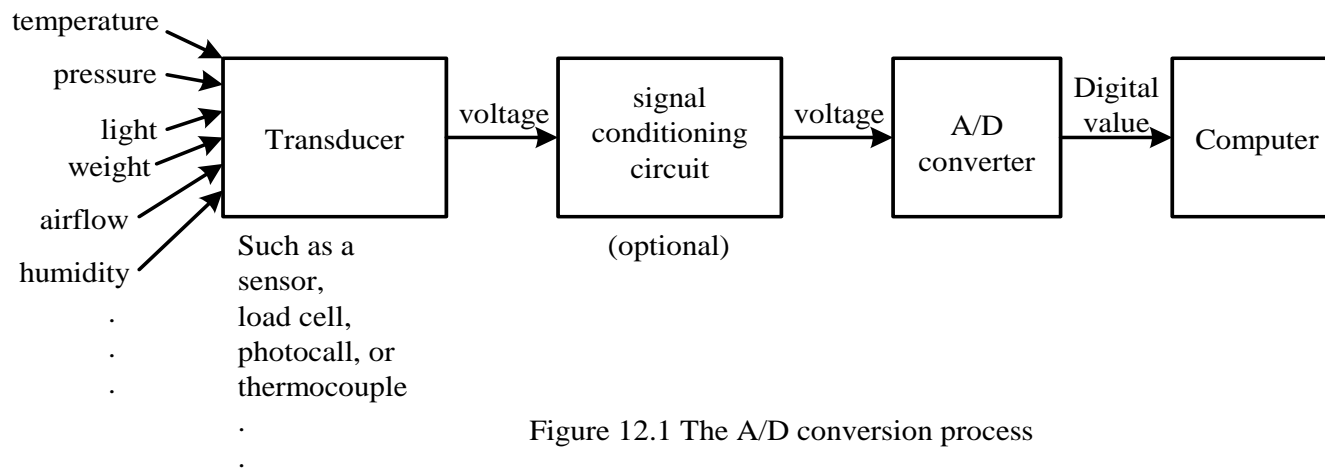 temperature
pressure
light
weight
airflow
humidity
.
.
.
Transducer
Such as a
sensor,
load cell,
photocall, or
thermocouple
.
.
voltage
signal
conditioning
circuit
(optional)
voltage
A/D
converter
Digital
value
Computer
Figure 12.1 The A/D conversion process